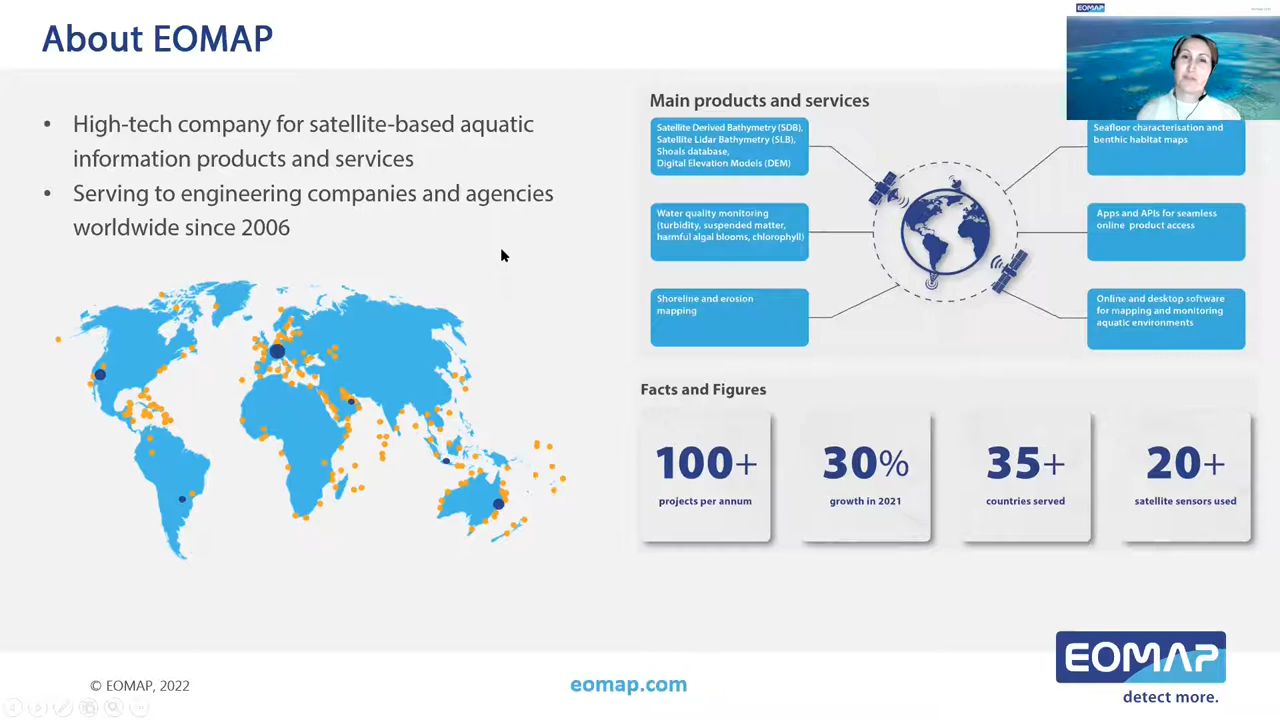 About EOMAP
EOMAP
• High-tech company for satellite-based aquatic
information products and services
• Serving to engineering companies and agencies
worldwide since 2006
Main products and services
Satellite Derived Bathymetry (SDB),
Satellite Lidar Bathymetry (SLB),
Shoals database,
Digital Elevation Models (DEM)
Water quality monitoring
(turbidity, suspended matter,
harmful algal blooms, chlorophyll)
Shoreline and erosion
mapping
Seafloor characterisation and
benthic habitat maps
Apps and APIs for seamless
online product access
Online and desktop software
for mapping and monitoring
aquatic environments
Facts and Figures
100+
projects per annum
30%
growth in 2021
35+
countries served
20+
satellite sensors used
© EOMAP, 2022
eomap.com
EOMAP
detect more.